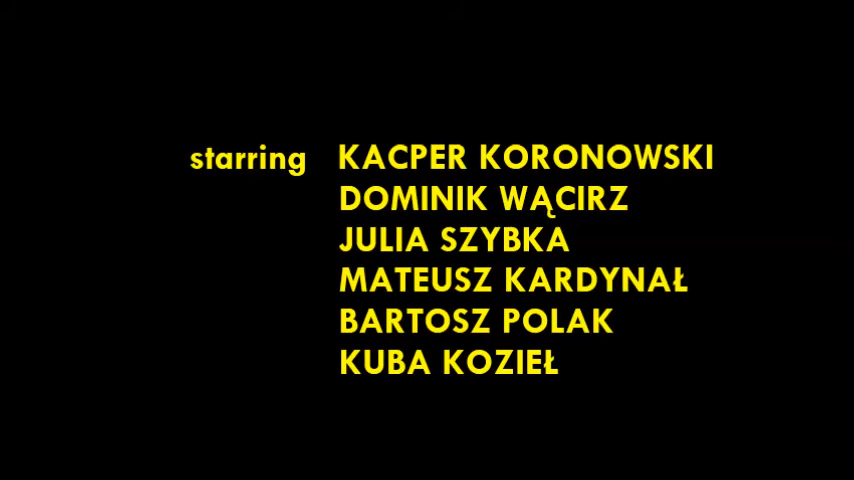 starring KACPER KORONOWSKI
DOMINIK WĄCIRZ
JULIA SZYBKA
MATEUSZ KARDYNAŁ
BARTOSZ POLAK
KUBA KOZIEŁ